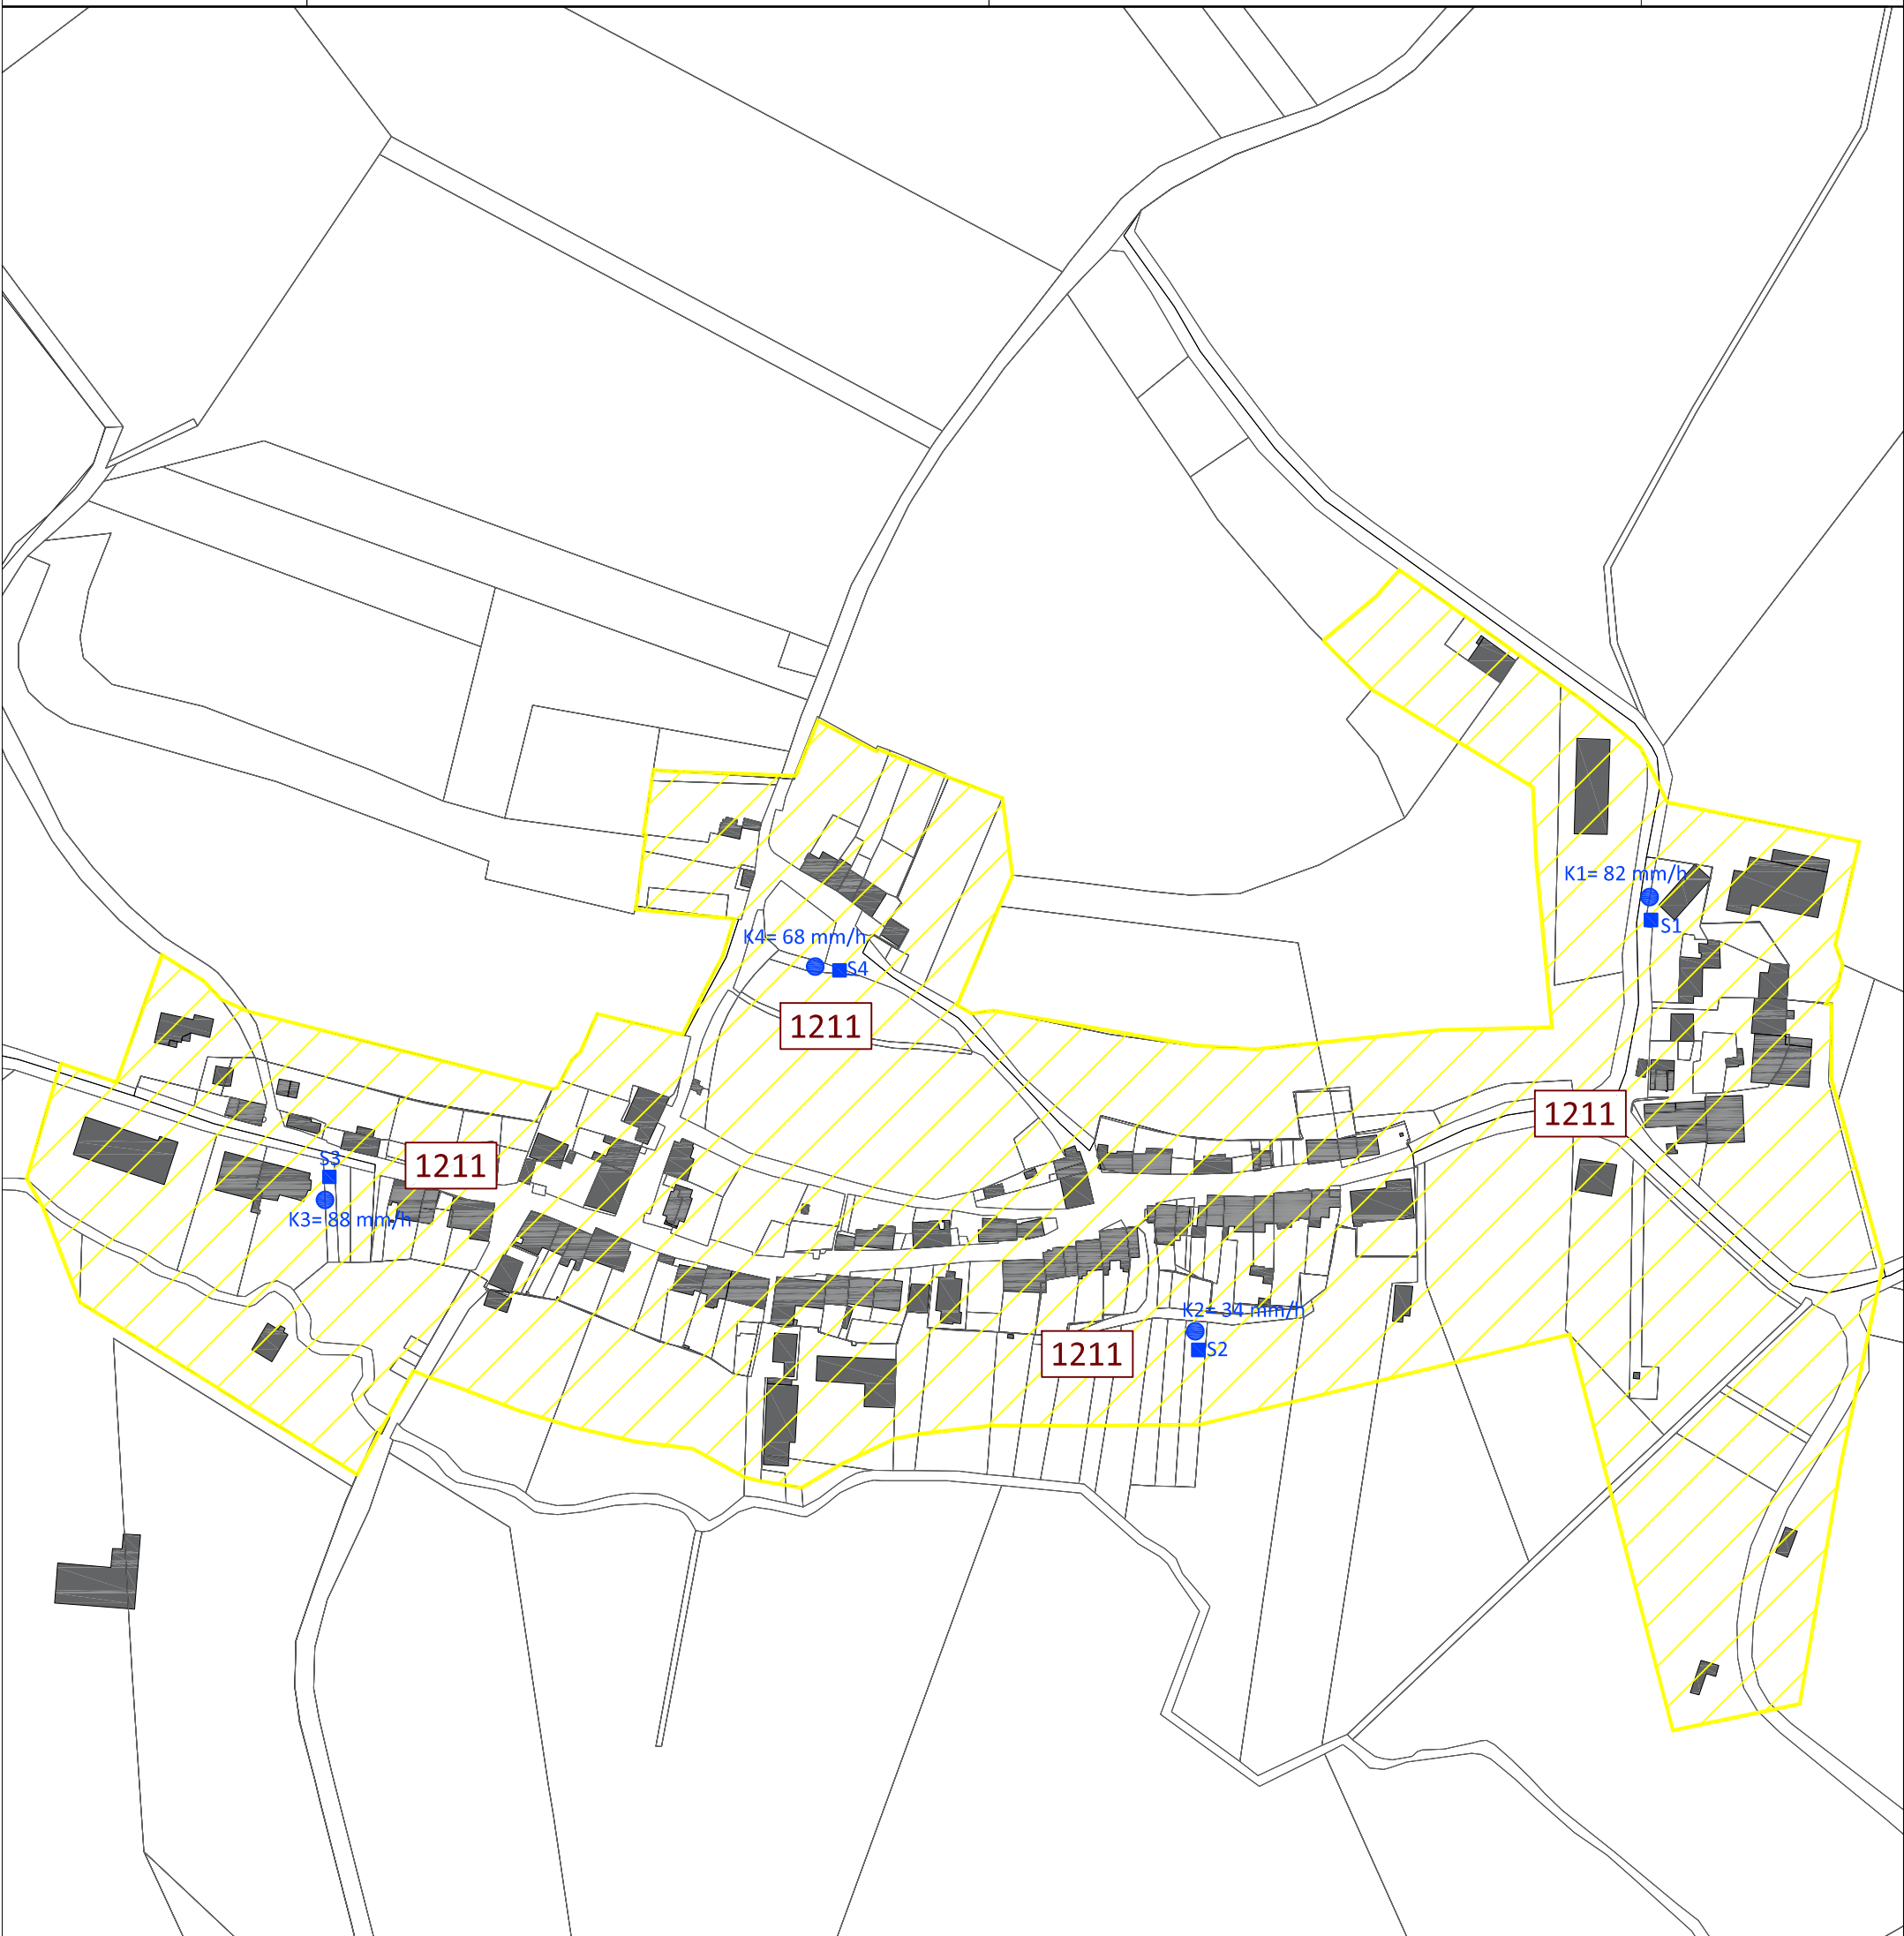 K1= 82 mm/h
S1
K4= 68 mm/h
S4
1211
1211
1211
S3
K3= 88 mm/h
K2= 34 mm/h
S2
1211